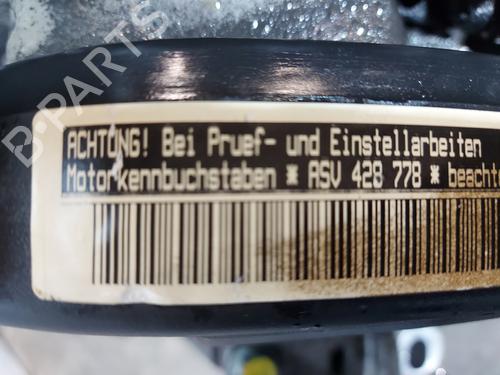 B-PARTS
ACHTUNG! Bei Pruef- und Einstellarbeiten
Motorkennbuchstaben * ASV 428 778 * beachte